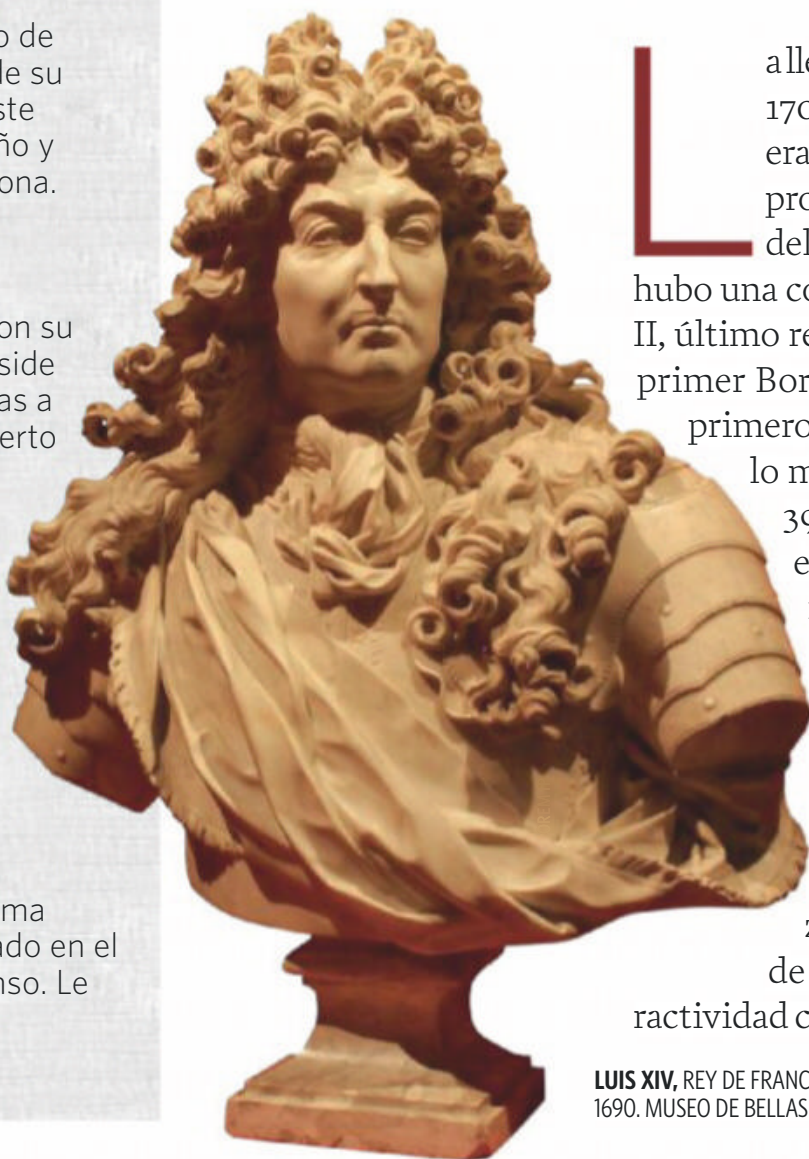 o de
de su
ste
ño y
ona.
on su
side
as a
erto
ma
ado en el
nso. Le
La lle
170
era
pro
del
hubo una co
II, último re
primer Bor
primero
lo m
39
e
z
de
ractividad c
LUIS XIV, REY DE FRANC
1690. MUSEO DE BELLAS